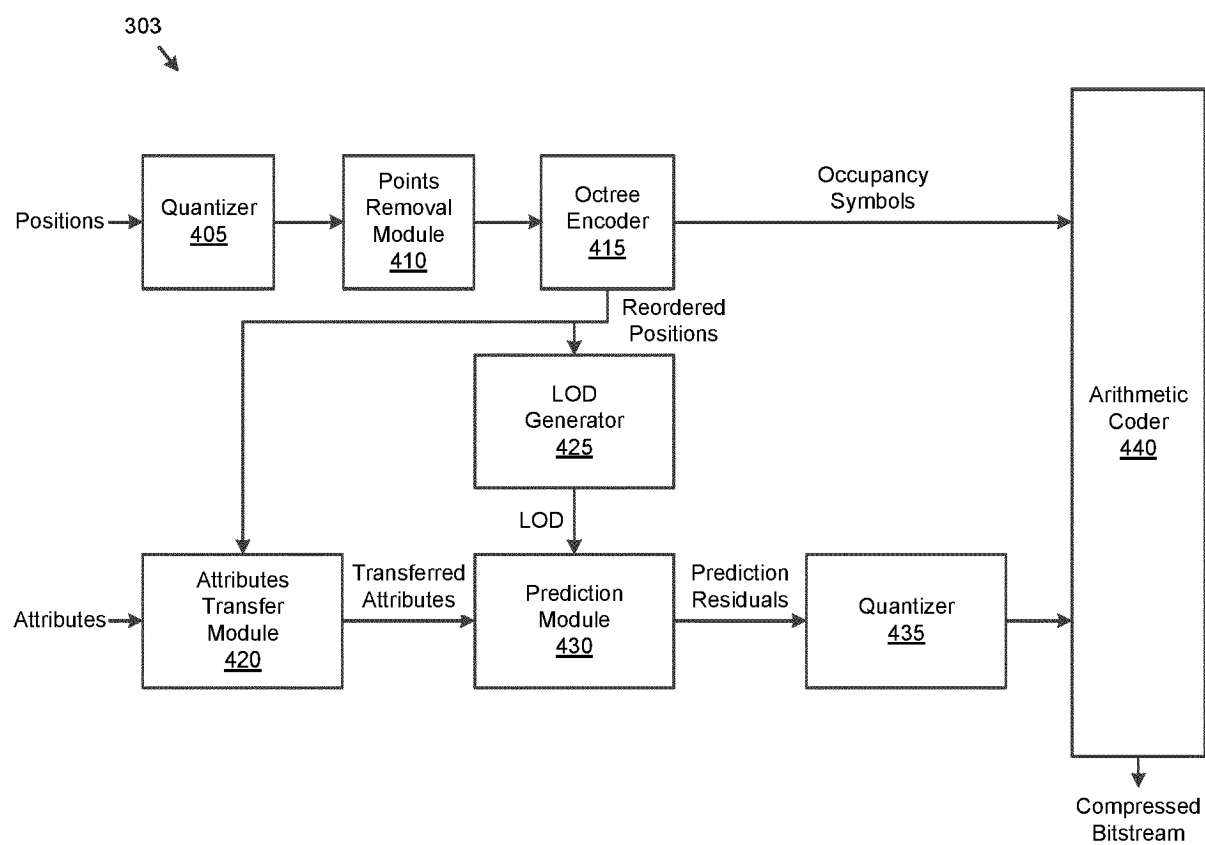 303
Positions
Quantizer
405
Points
Removal
Module
410
Octree
Encoder
415
Occupancy
Symbols
Reordered
Positions
LOD
Generator
425
LOD
Arithmetic
Coder
440
Attributes
Attributes
Transfer
Module
420
Transferred
Attributes
Prediction
Module
430
Prediction
Residuals
Quantizer
435
Compressed
Bitstream